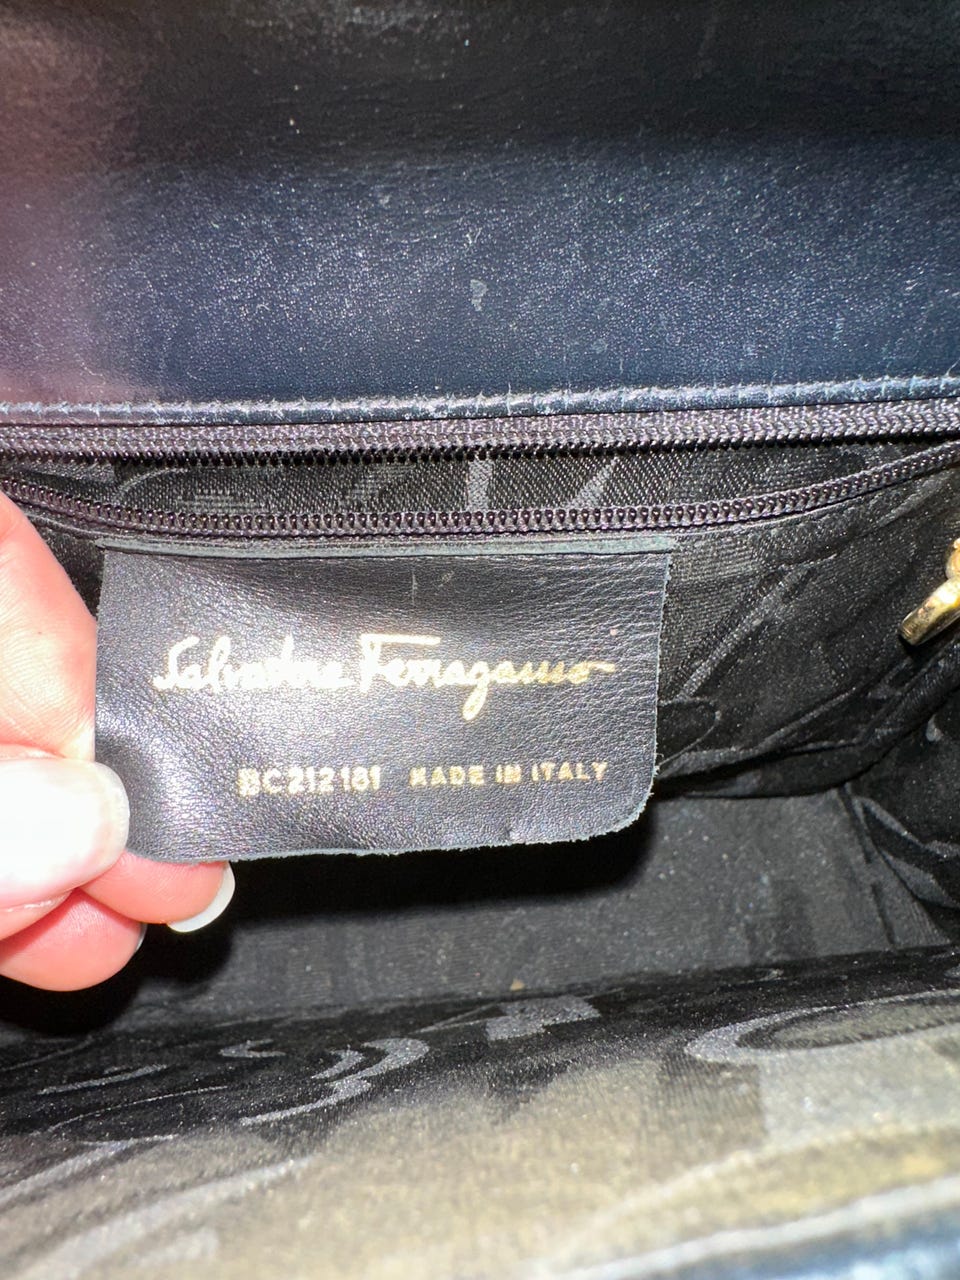 Salvatore Ferragamo
BC212181 MADE IN ITALY